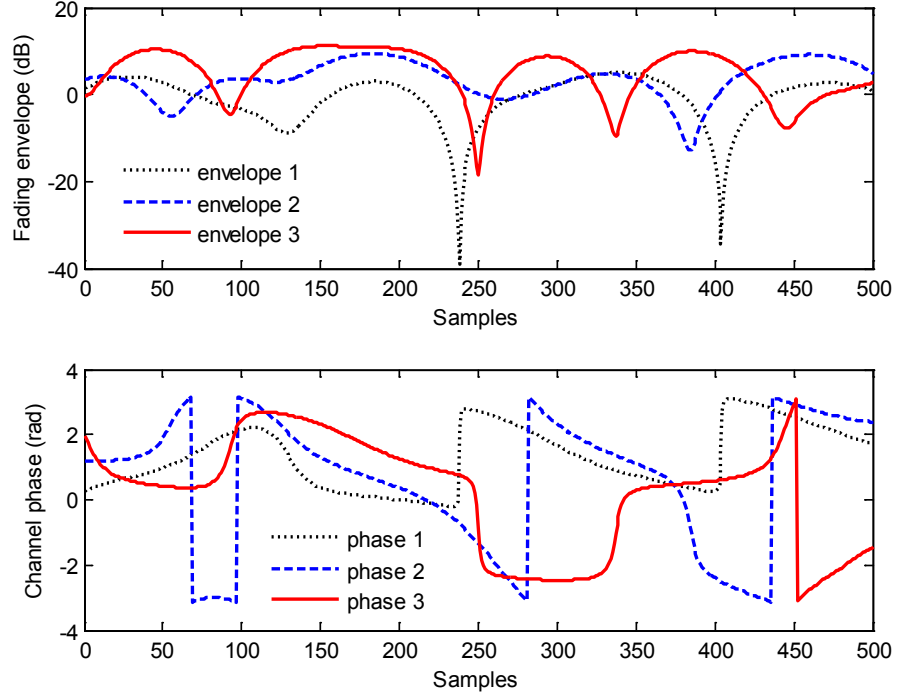 20
0
-20
-40
Fading envelope (dB)
envelope 1
envelope 2
envelope 3
0 50 100 150 200 250 300 350 400 450 500
Samples
4
2
0
-2
-4
Channel phase (rad)
phase 1
phase 2
phase 3
0 50 100 150 200 250 300 350 400 450 500
Samples